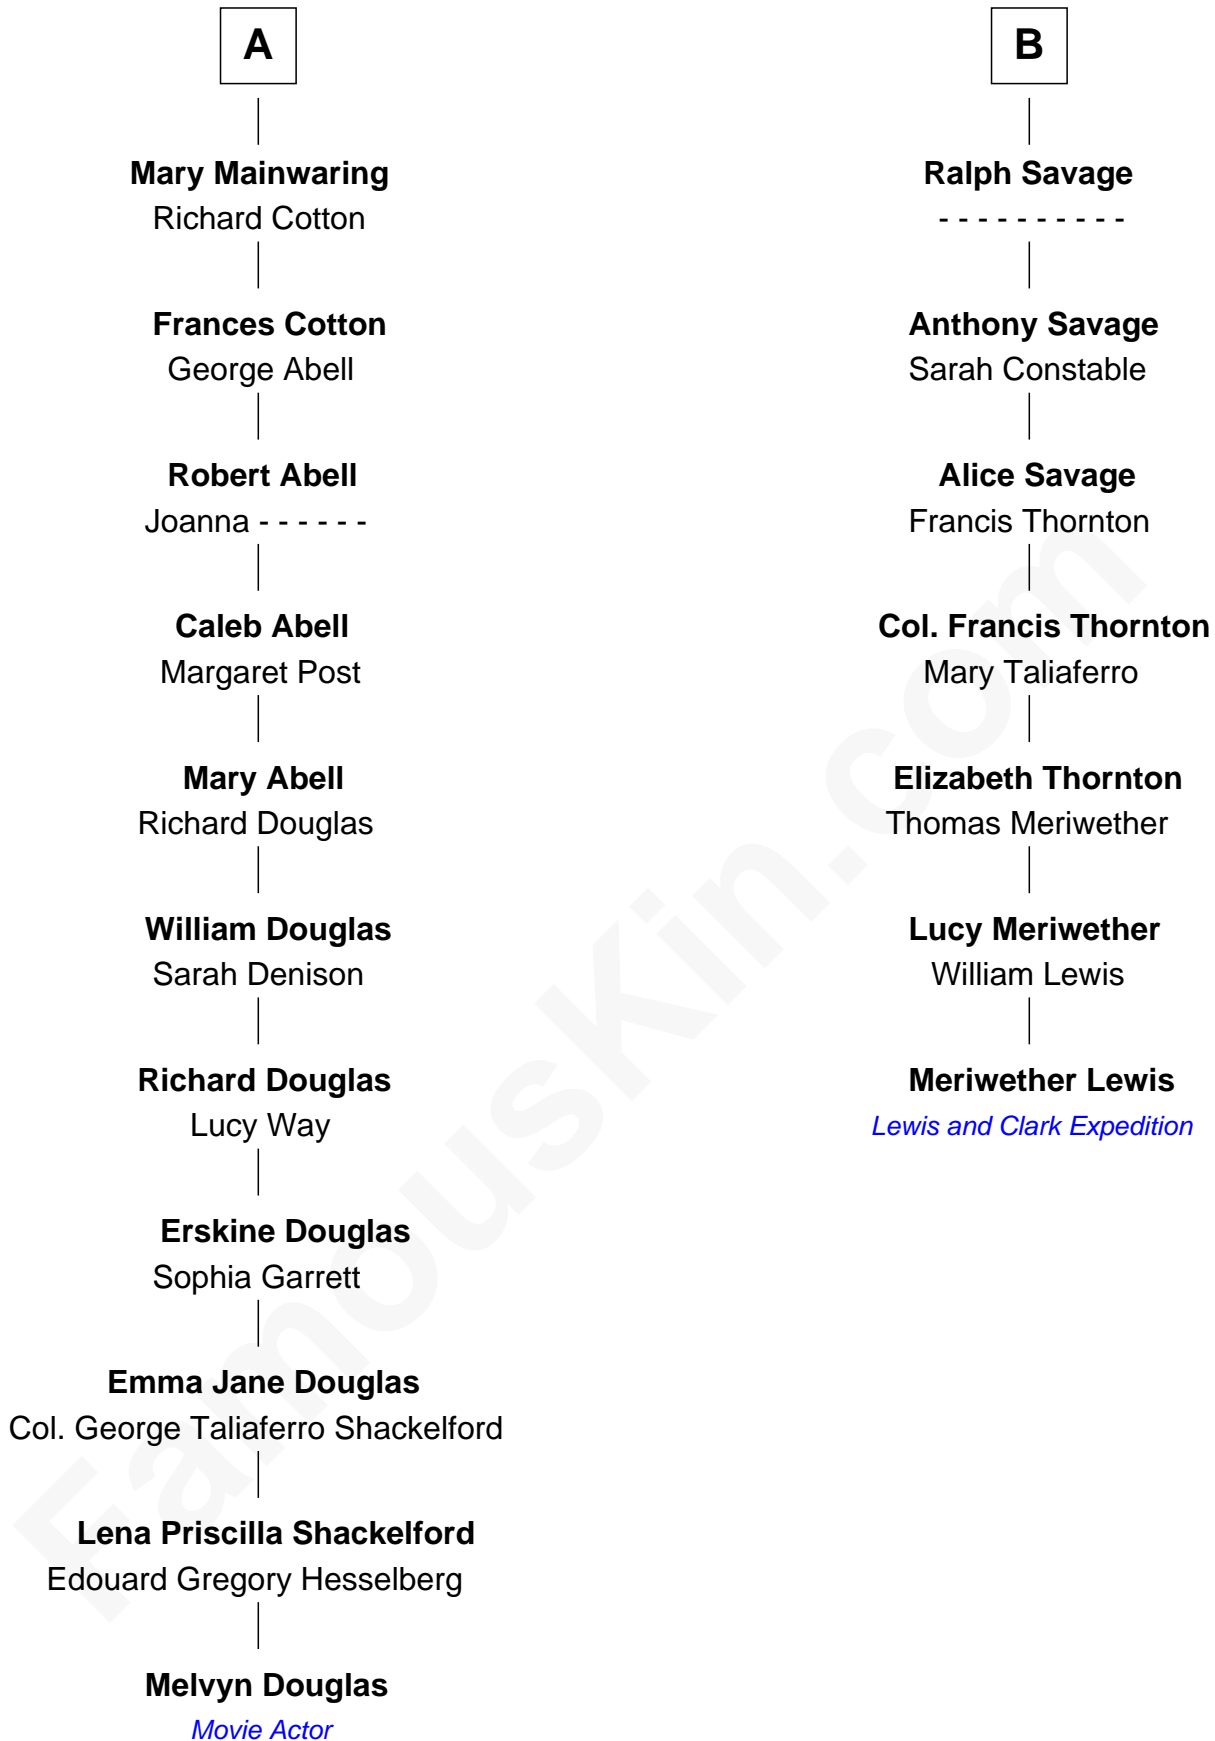 A
Mary Mainwaring
Richard Cotton
Frances Cotton
George Abell
Robert Abell
Joanna - - - - - -
Caleb Abell
Margaret Post
Mary Abell
Richard Douglas
William Douglas
Sarah Denison
Richard Douglas
Lucy Way
Erskine Douglas
Sophia Garrett
Emma Jane Douglas
Col. George Taliaferro Shackelford
Lena Priscilla Shackelford
Edouard Gregory Hesselberg
Melvyn Douglas
Movie Actor
B
Ralph Savage
- - - - - - - - - -
Anthony Savage
Sarah Constable
Alice Savage
Francis Thornton
Col. Francis Thornton
Mary Taliaferro
Elizabeth Thornton
Thomas Meriwether
Lucy Meriwether
William Lewis
Meriwether Lewis
Lewis and Clark Expedition
FamousKin.com